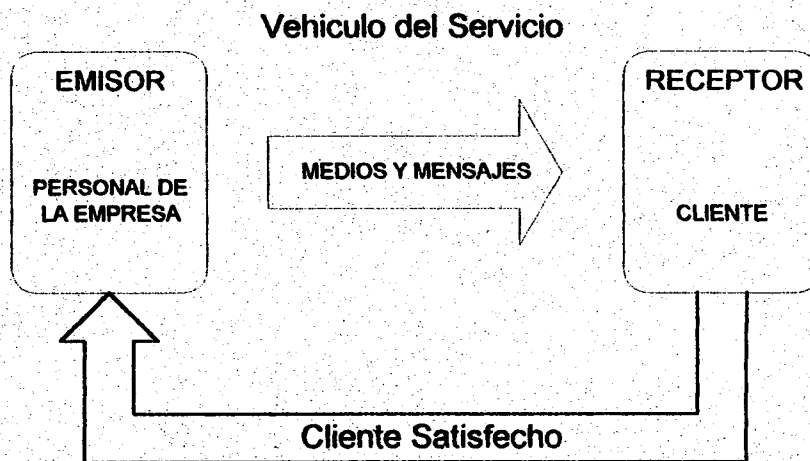 Vehiculo del Servicio
EMISOR
PERSONAL DE
LA EMPRESA
MEDIOS Y MENSAJES
RECEPTOR
CLIENTE
Cliente Satisfecho